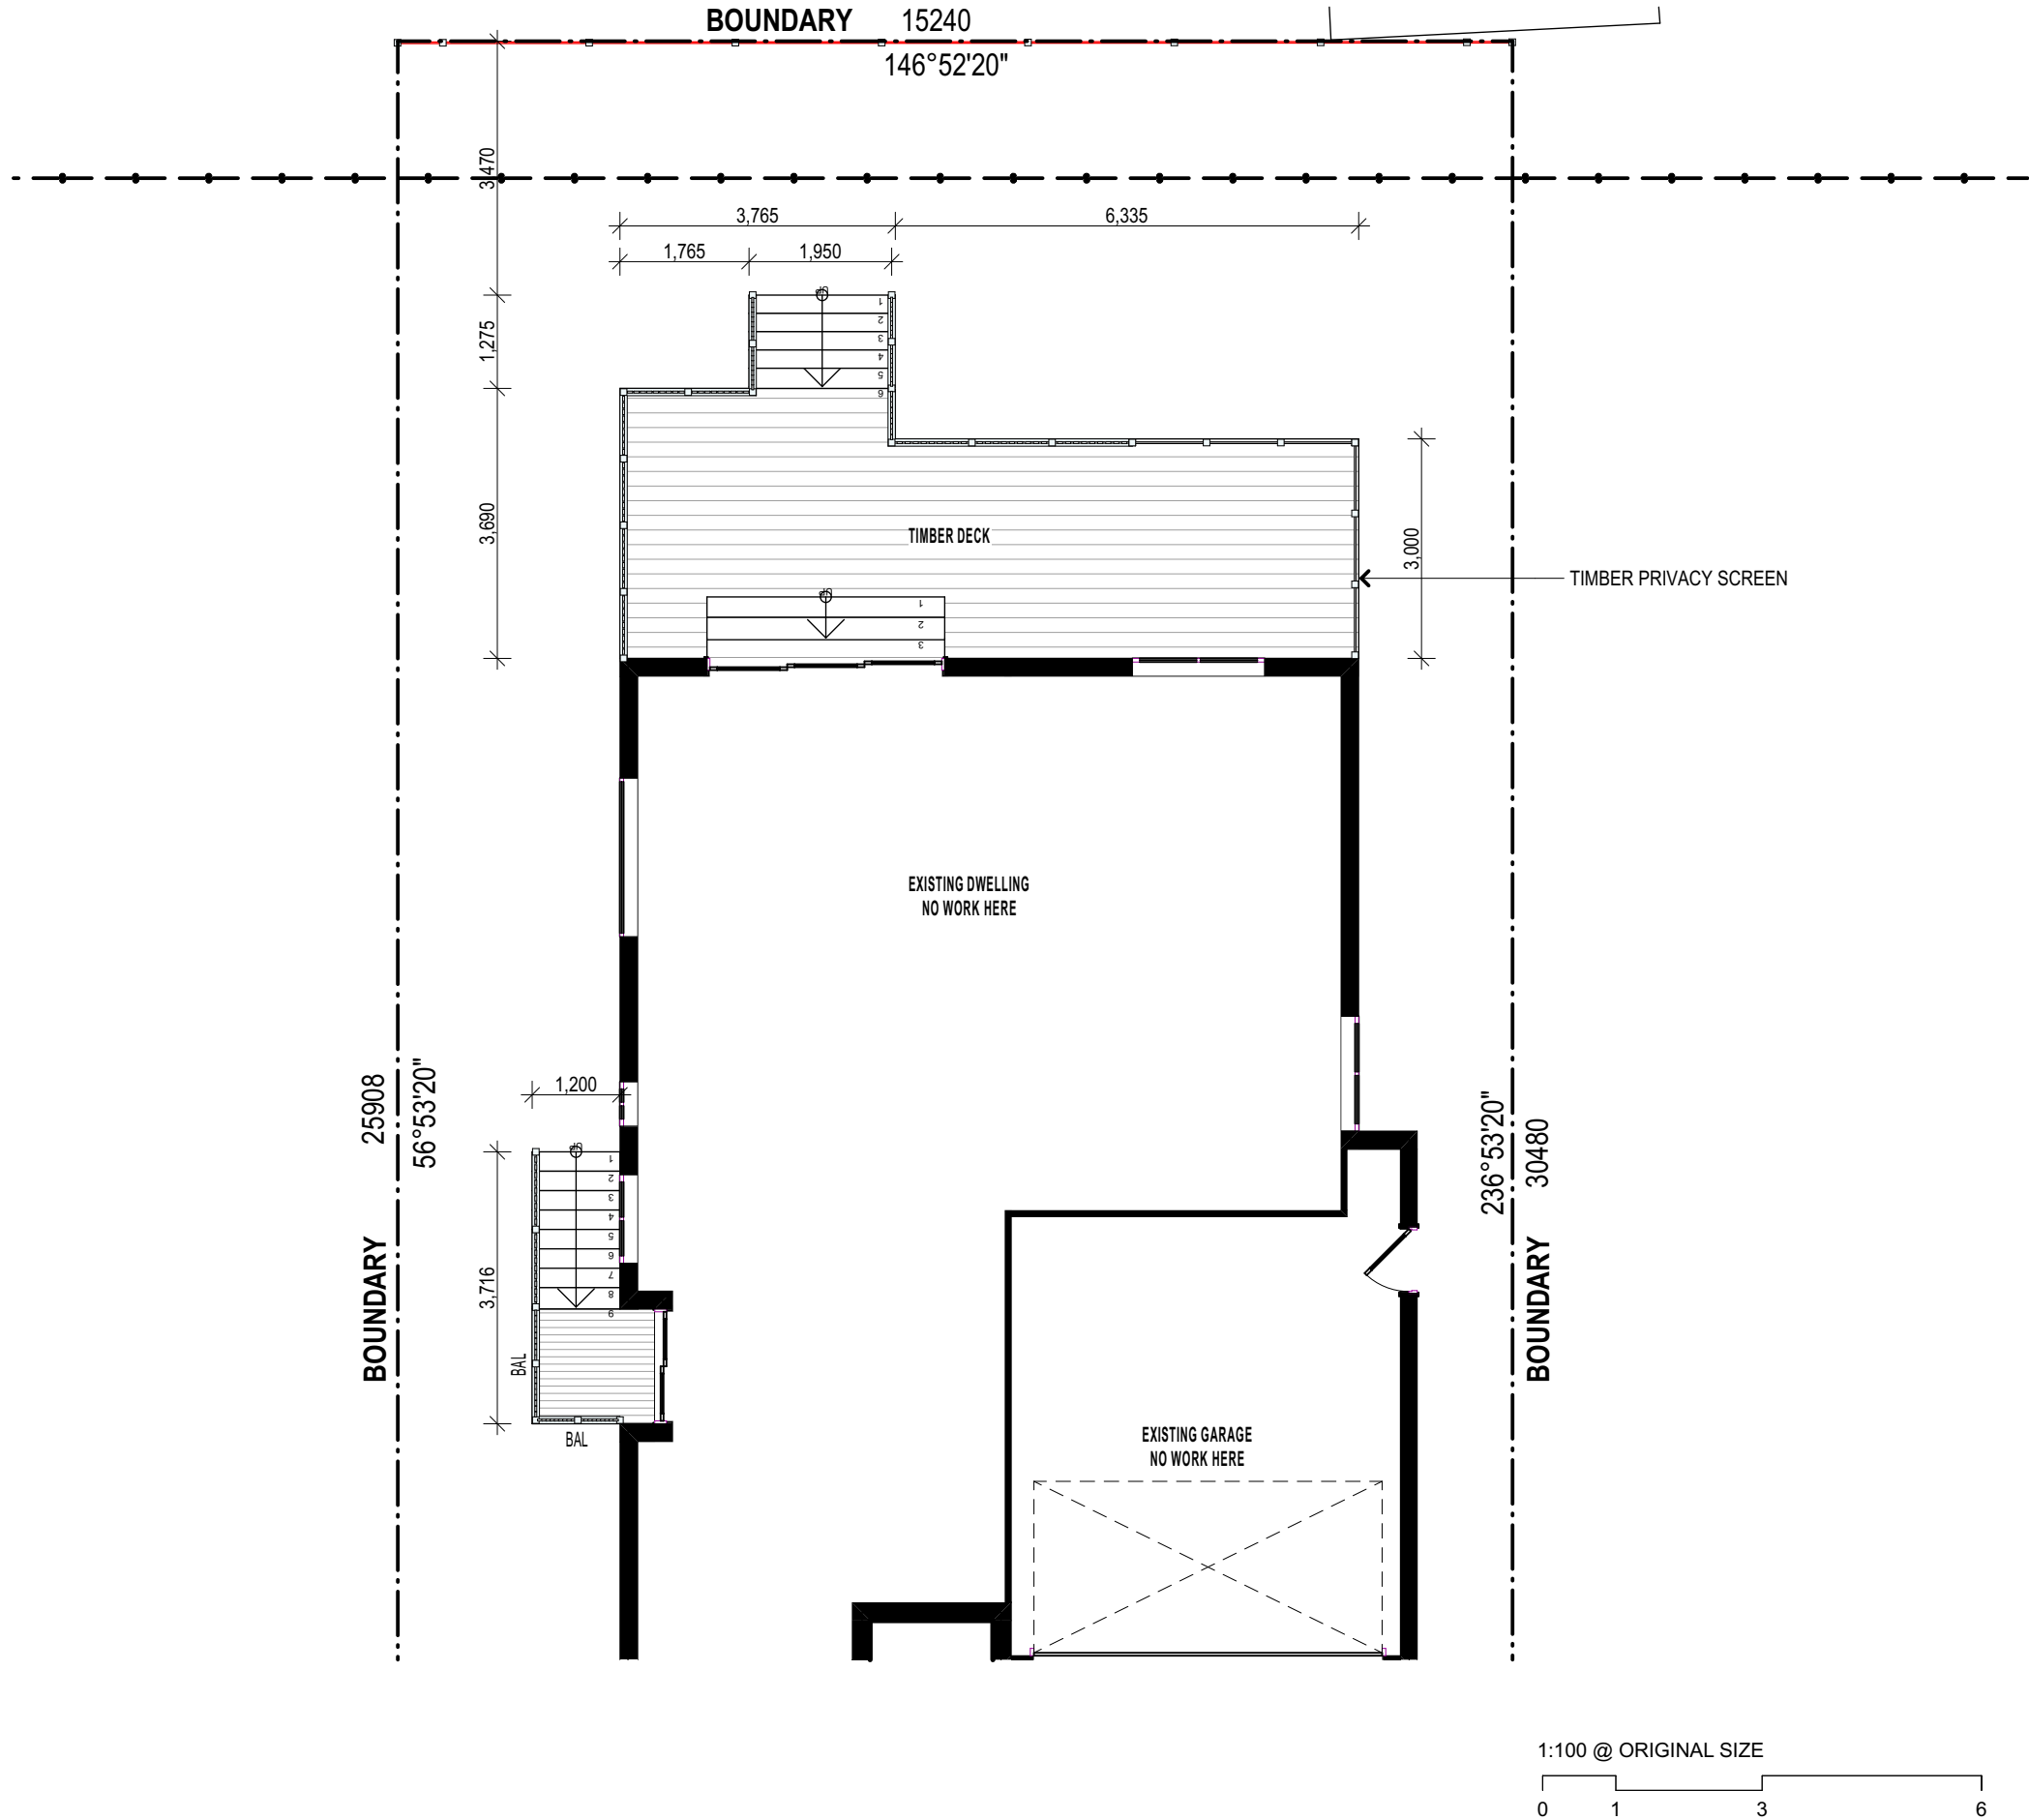 BOUNDARY 15240
146°52'20"
3,470
3,765
6,335
1,765
1,950
1,275
1
2
3
4
5
6
3,690
TIMBER DECK
3,000
TIMBER PRIVACY SCREEN
1
2
3
EXISTING DWELLING
NO WORK HERE
1,200
BOUNDARY 25908
56°53'20"
236°53'20"
BOUNDARY 30480
3,716
1
2
3
4
5
6
7
8
9
BAL
BAL
EXISTING GARAGE
NO WORK HERE
1:100 @ ORIGINAL SIZE
0 1 3 6